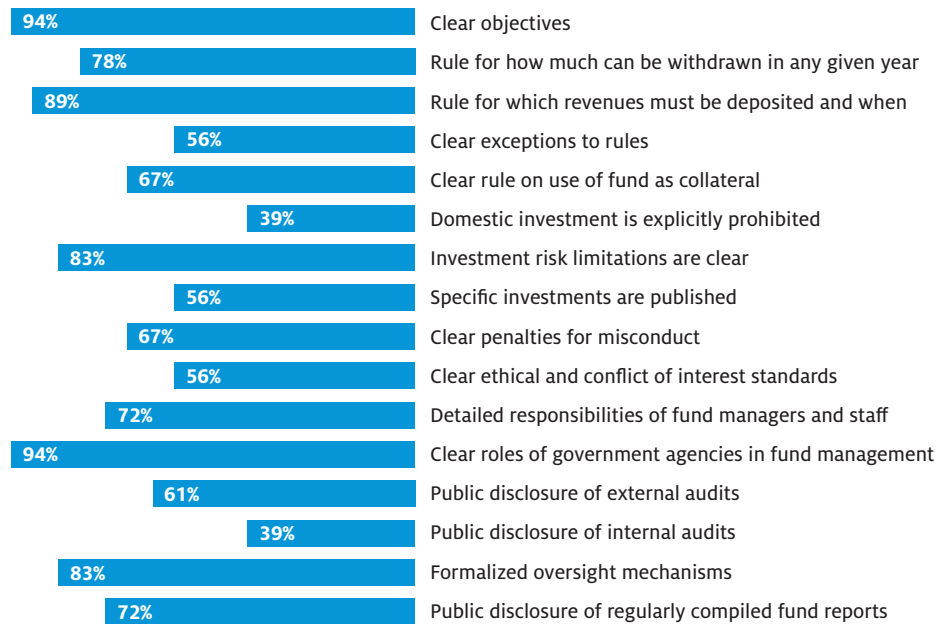 94% Clear objectives
78% Rule for how much can be withdrawn in any given year
89% Rule for which revenues must be deposited and when
56% Clear exceptions to rules
67% Clear rule on use of fund as collateral
39% Domestic investment is explicitly prohibited
83% Investment risk limitations are clear
56% Specific investments are published
67% Clear penalties for misconduct
56% Clear ethical and conflict of interest standards
72% Detailed responsibilities of fund managers and staff
94% Clear roles of government agencies in fund management
61% Public disclosure of external audits
39% Public disclosure of internal audits
83% Formalized oversight mechanisms
72% Public disclosure of regularly compiled fund reports